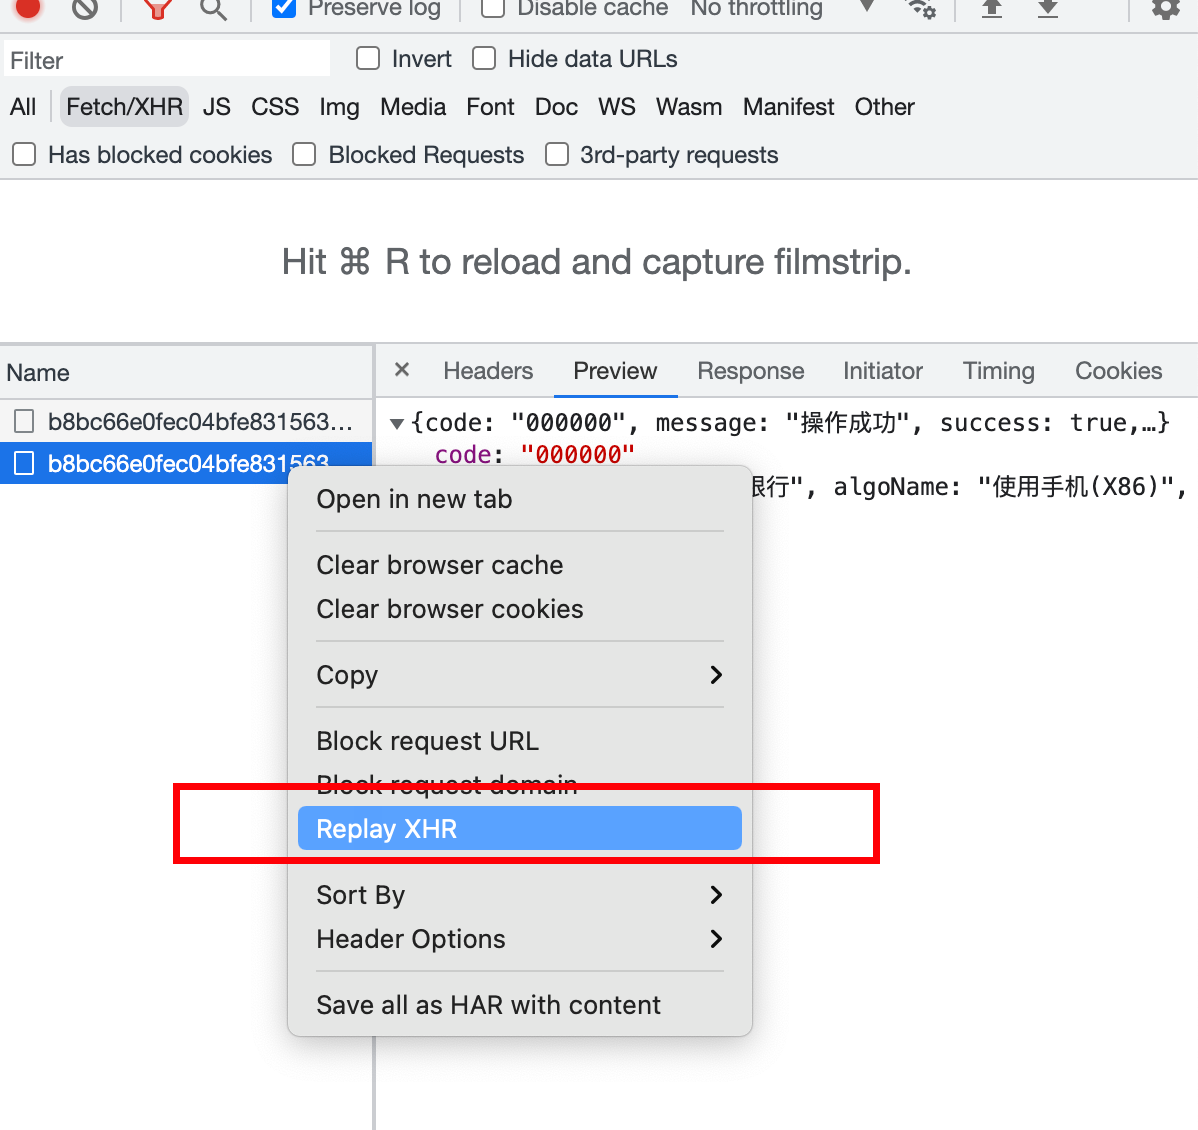 Preserve log Disable cache No throttling
Filter Invert Hide data URLs
All Fetch/XHR JS CSS Img Media Font Doc WS Wasm Manifest Other
Has blocked cookies Blocked Requests 3rd-party requests
Hit ⌘ R to reload and capture filmstrip.
Name
× Headers Preview Response Initiator Timing Cookies
b8bc66e0fec04bfe831563...
b8bc66e0fec04bfe831563
▼{code: "000000", message: "操作成功", success: true,…}
code: "000000"
银行", algoName: "使用手机(X86)",
Open in new tab
Clear browser cache
Clear browser cookies
Copy
Block request URL
Block request domain
Replay XHR
Sort By
Header Options
Save all as HAR with content